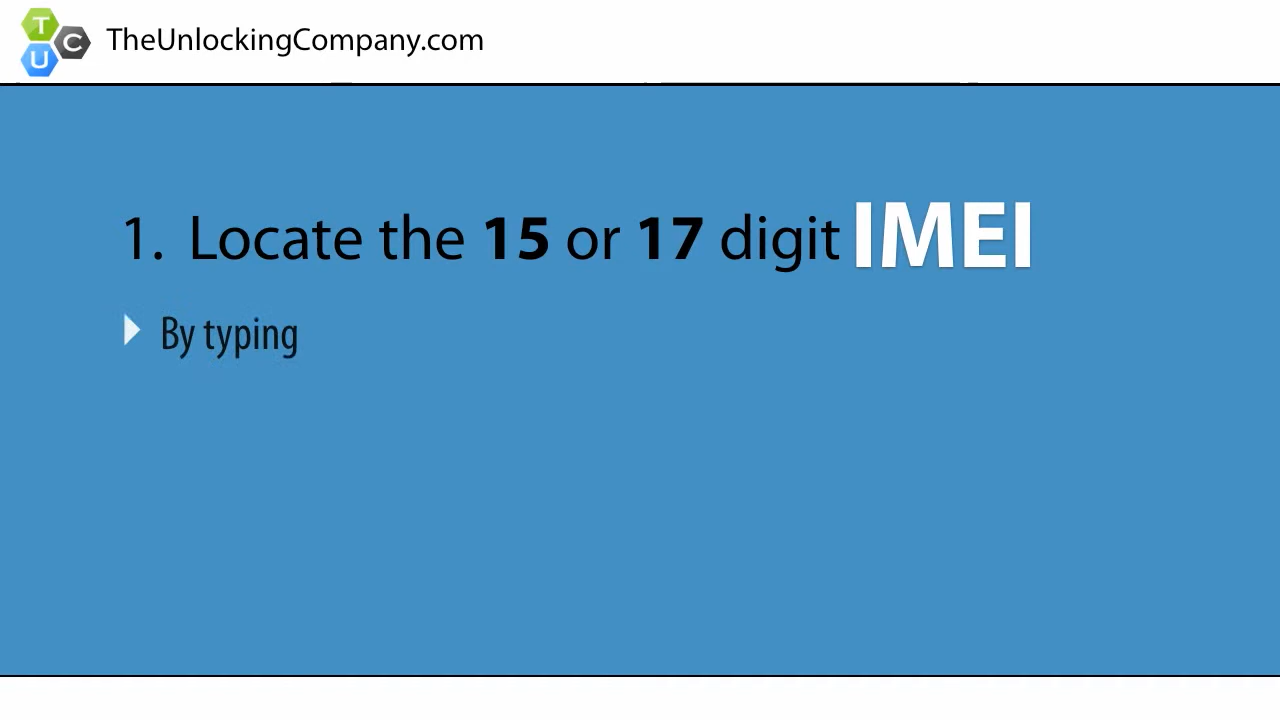 T
C
U
TheUnlockingCompany.com
1. Locate the 15 or 17 digit IMEI
By typing